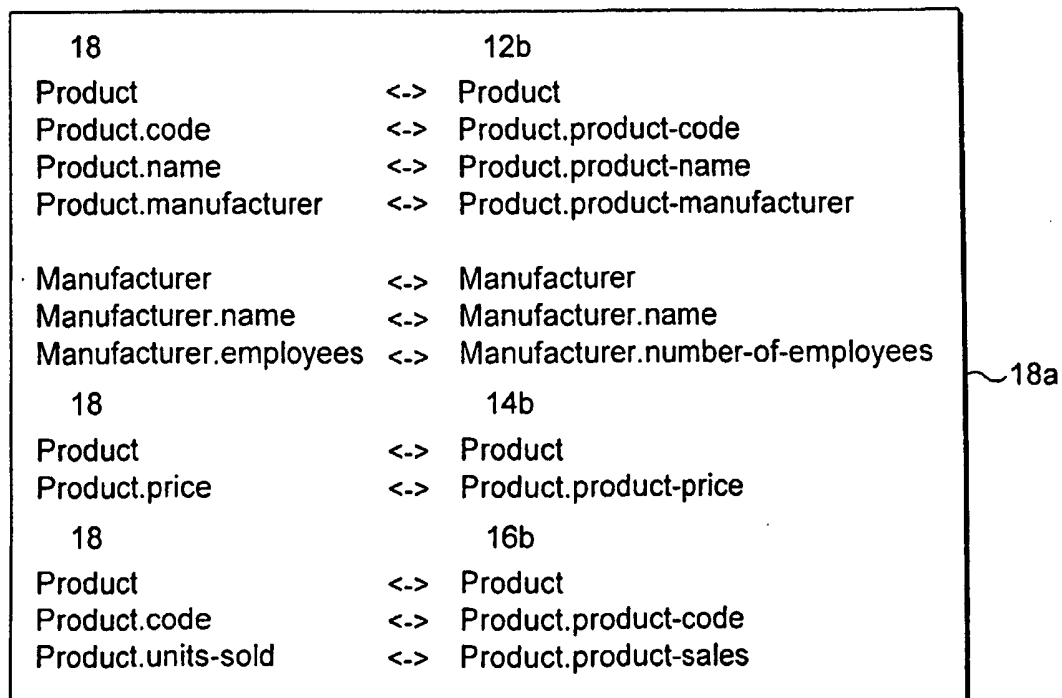 18 12b
Product <-> Product
Product.code <-> Product.product-code
Product.name <-> Product.product-name
Product.manufacturer <-> Product.product-manufacturer
Manufacturer <-> Manufacturer
Manufacturer.name <-> Manufacturer.name
Manufacturer.employees <-> Manufacturer.number-of-employees
18a
18 14b
Product <-> Product
Product.price <-> Product.product-price
18 16b
Product <-> Product
Product.code <-> Product.product-code
Product.units-sold <-> Product.product-sales